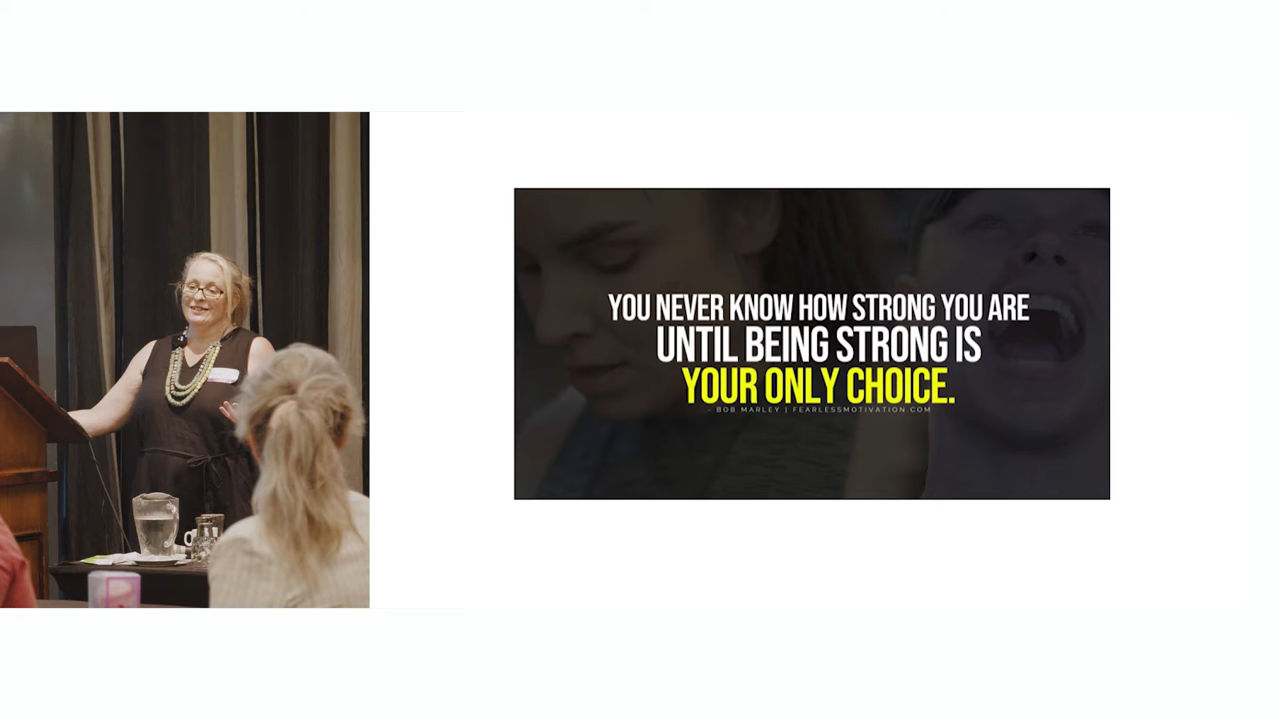 YOU NEVER KNOW HOW STRONG YOU ARE
UNTIL BEING STRONG IS
YOUR ONLY CHOICE.
- BOB MARLEY | FEARLESSMOTIVATION.COM